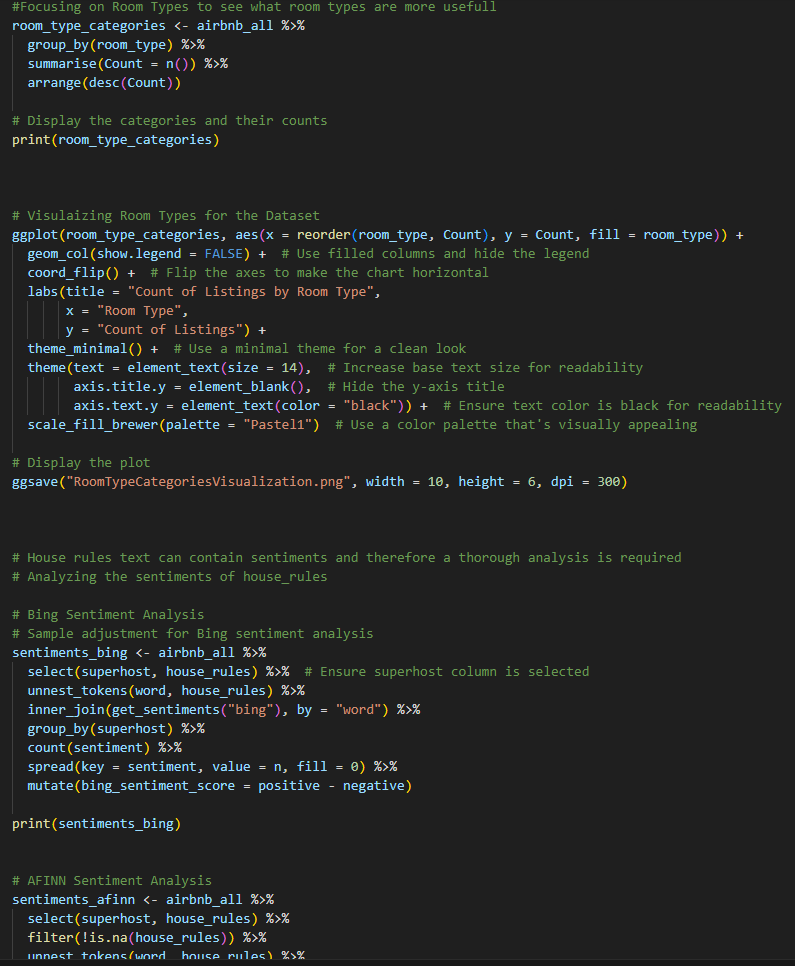 #Focusing on Room Types to see what room types are more usefull
room_type_categories <- airbnb_all %>%
  group_by(room_type) %>%
  summarise(Count = n()) %>%
  arrange(desc(Count))

# Display the categories and their counts
print(room_type_categories)

# Visulaizing Room Types for the Dataset
ggplot(room_type_categories, aes(x = reorder(room_type, Count), y = Count, fill = room_type)) +
  geom_col(show.legend = FALSE) +  # Use filled columns and hide the legend
  coord_flip() +  # Flip the axes to make the chart horizontal
  labs(title = "Count of Listings by Room Type",
       x = "Room Type",
       y = "Count of Listings") +
  theme_minimal() +  # Use a minimal theme for a clean look
  theme(text = element_text(size = 14),  # Increase base text size for readability
        axis.title.y = element_blank(),  # Hide the y-axis title
        axis.text.y = element_text(color = "black")) +  # Ensure text color is black for readability
  scale_fill_brewer(palette = "Pastel1")  # Use a color palette that's visually appealing

# Display the plot
ggsave("RoomTypeCategoriesVisualization.png", width = 10, height = 6, dpi = 300)

# House rules text can contain sentiments and therefore a thorough analysis is required
# Analyzing the sentiments of house_rules

# Bing Sentiment Analysis
# Sample adjustment for Bing sentiment analysis
sentiments_bing <- airbnb_all %>%
  select(superhost, house_rules) %>%  # Ensure superhost column is selected
  unnest_tokens(word, house_rules) %>%
  inner_join(get_sentiments("bing"), by = "word") %>%
  group_by(superhost) %>%
  count(sentiment) %>%
  spread(key = sentiment, value = n, fill = 0) %>%
  mutate(bing_sentiment_score = positive - negative)

print(sentiments_bing)

# AFINN Sentiment Analysis
sentiments_afinn <- airbnb_all %>%
  select(superhost, house_rules) %>%
  filter(!is.na(house_rules)) %>%
  unnest_tokens(word, house_rules) %>%